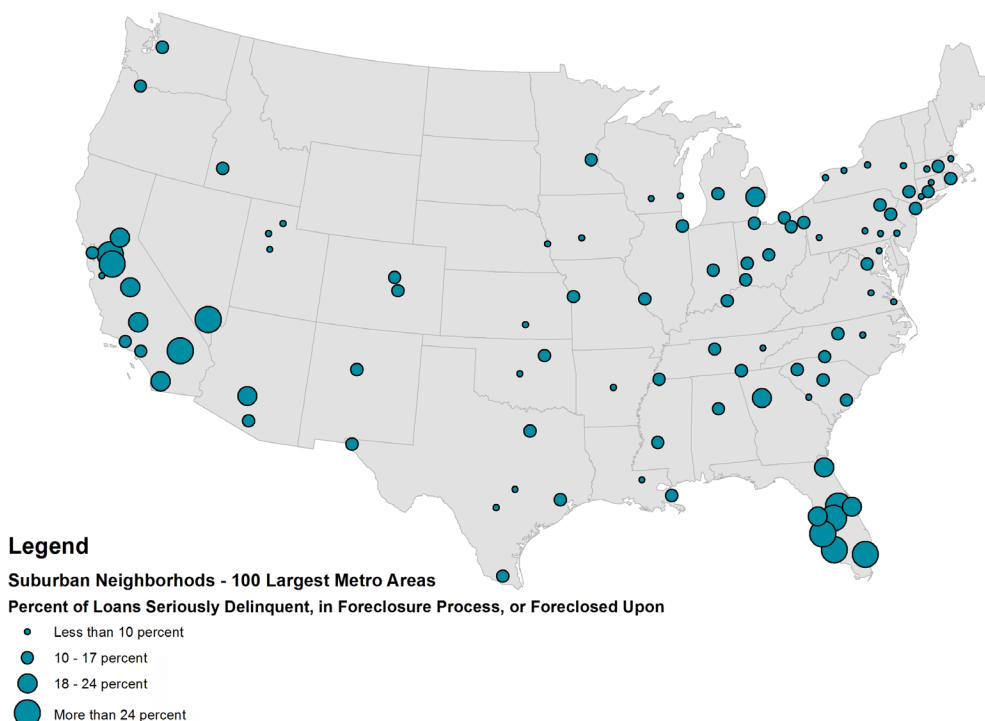 Legend
Suburban Neighborhods - 100 Largest Metro Areas
Percent of Loans Seriously Delinquent, in Foreclosure Process, or Foreclosed Upon
Less than 10 percent
10 - 17 percent
18 - 24 percent
More than 24 percent